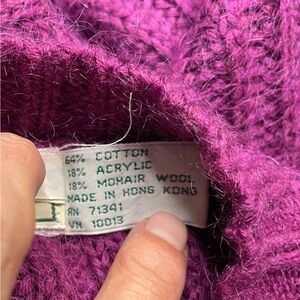 64% COTTON
18% ACRYLIC
18% MOHAIR WOOL
MADE IN HONG KONG
RN 71341
VN 10013